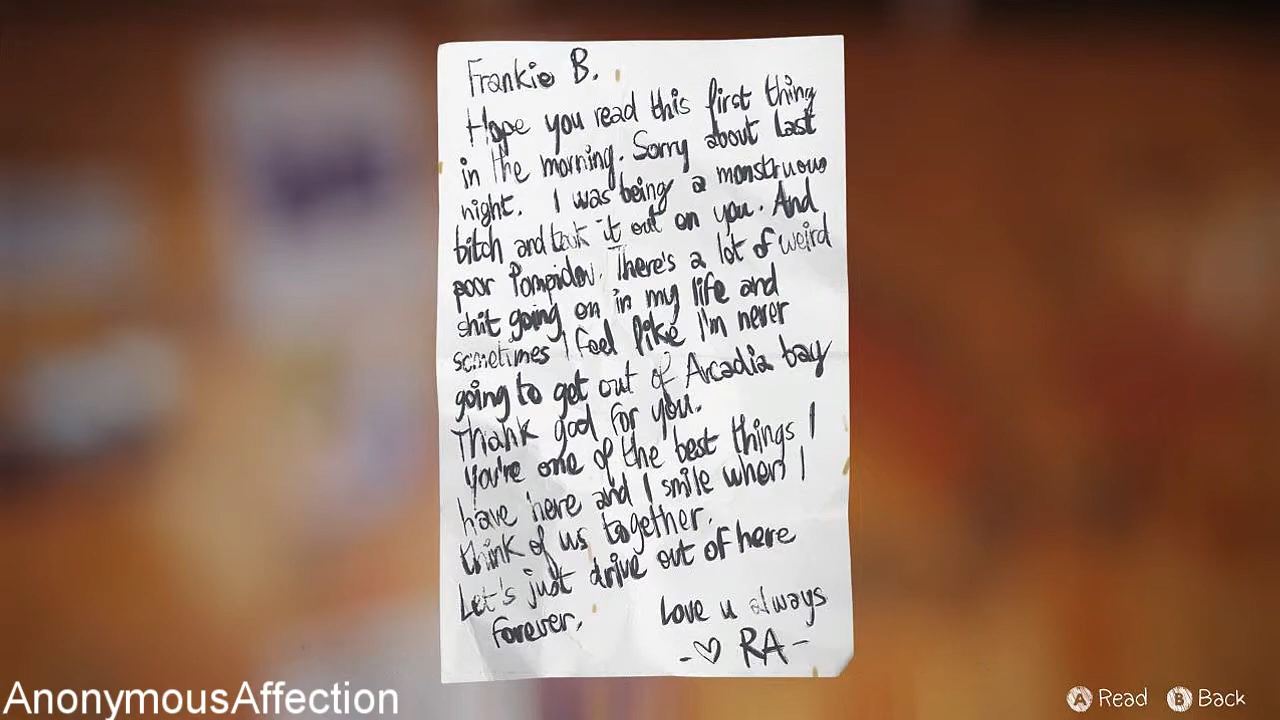 Frankie B.
Hope you read this first thing
in the morning. Sorry about last
night. I was being a monstruous
bitch and took it out on you. And
poor Pompidou. There's a lot of weird
shit going on in my life and
sometimes I feel like I'm never
going to get out of Arcadia bay
Thank god for you.
You're one of the best things I
have here and I smile when I
think of us together.
Let's just drive out of here
forever.
Love u always
-♡ RA-
AnonymousAffection
A Read B Back